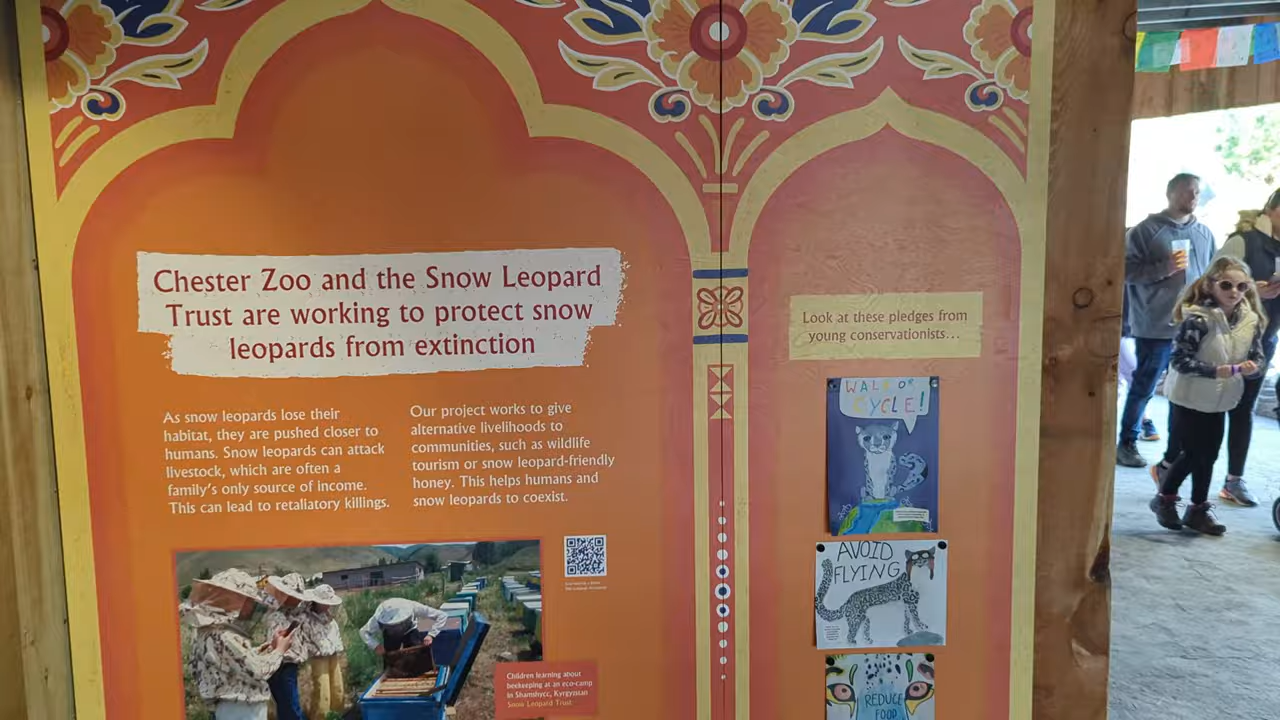 Chester Zoo and the Snow Leopard
Trust are working to protect snow
leopards from extinction
As snow leopards lose their
habitat, they are pushed closer to
humans. Snow leopards can attack
livestock, which are often a
family's only source of income.
This can lead to retaliatory killings.
Our project works to give
alternative livelihoods to
communities, such as wildlife
tourism or snow leopard-friendly
honey. This helps humans and
snow leopards to coexist.
Children learning about
beekeeping at an eco-camp
in Shamshycc, Kyrgyzstan
Snow Leopard Trust
Look at these pledges from
young conservationists...
WALK OR
CYCLE!
AVOID
FLYING
REDUCE
FOOD